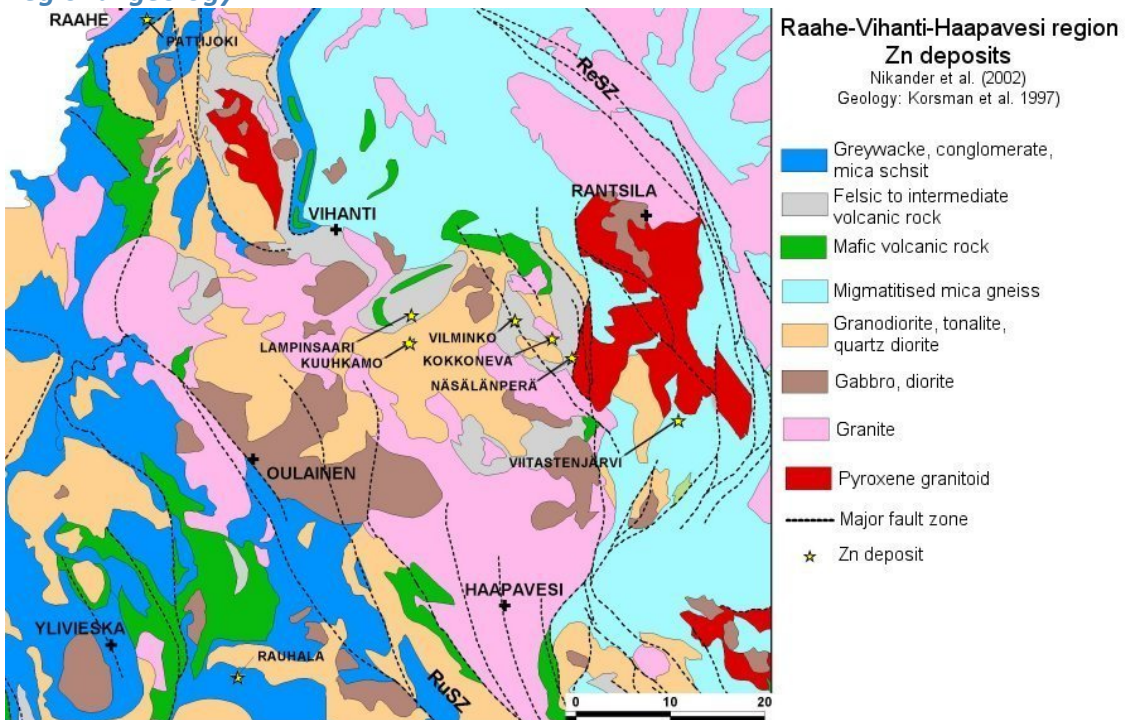 Regional geology
RAAHE
PATTIJOKI
ReSZ
RANTSILA
VIHANTI
LAMPINSAARI
KUUHKAMO
VILMINKO
KOKKONEVA
NÄSÄLÄNPERÄ
VIITASTENJÄRVI
OULAINEN
HAAPAVESI
YLIVIESKA
RAUHALA
RuSZ
0 10 20
Raahe-Vihanti-Haapavesi region
Zn deposits
Nikander et al. (2002)
Geology: Korsman et al. 1997)
Greywacke, conglomerate,
mica schsit
Felsic to intermediate
volcanic rock
Mafic volcanic rock
Migmatitised mica gneiss
Granodiorite, tonalite,
quartz diorite
Gabbro, diorite
Granite
Pyroxene granitoid
Major fault zone
Zn deposit